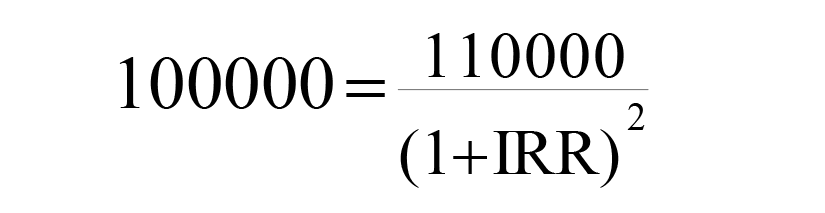 100000 = 110000 / (1+IRR)²